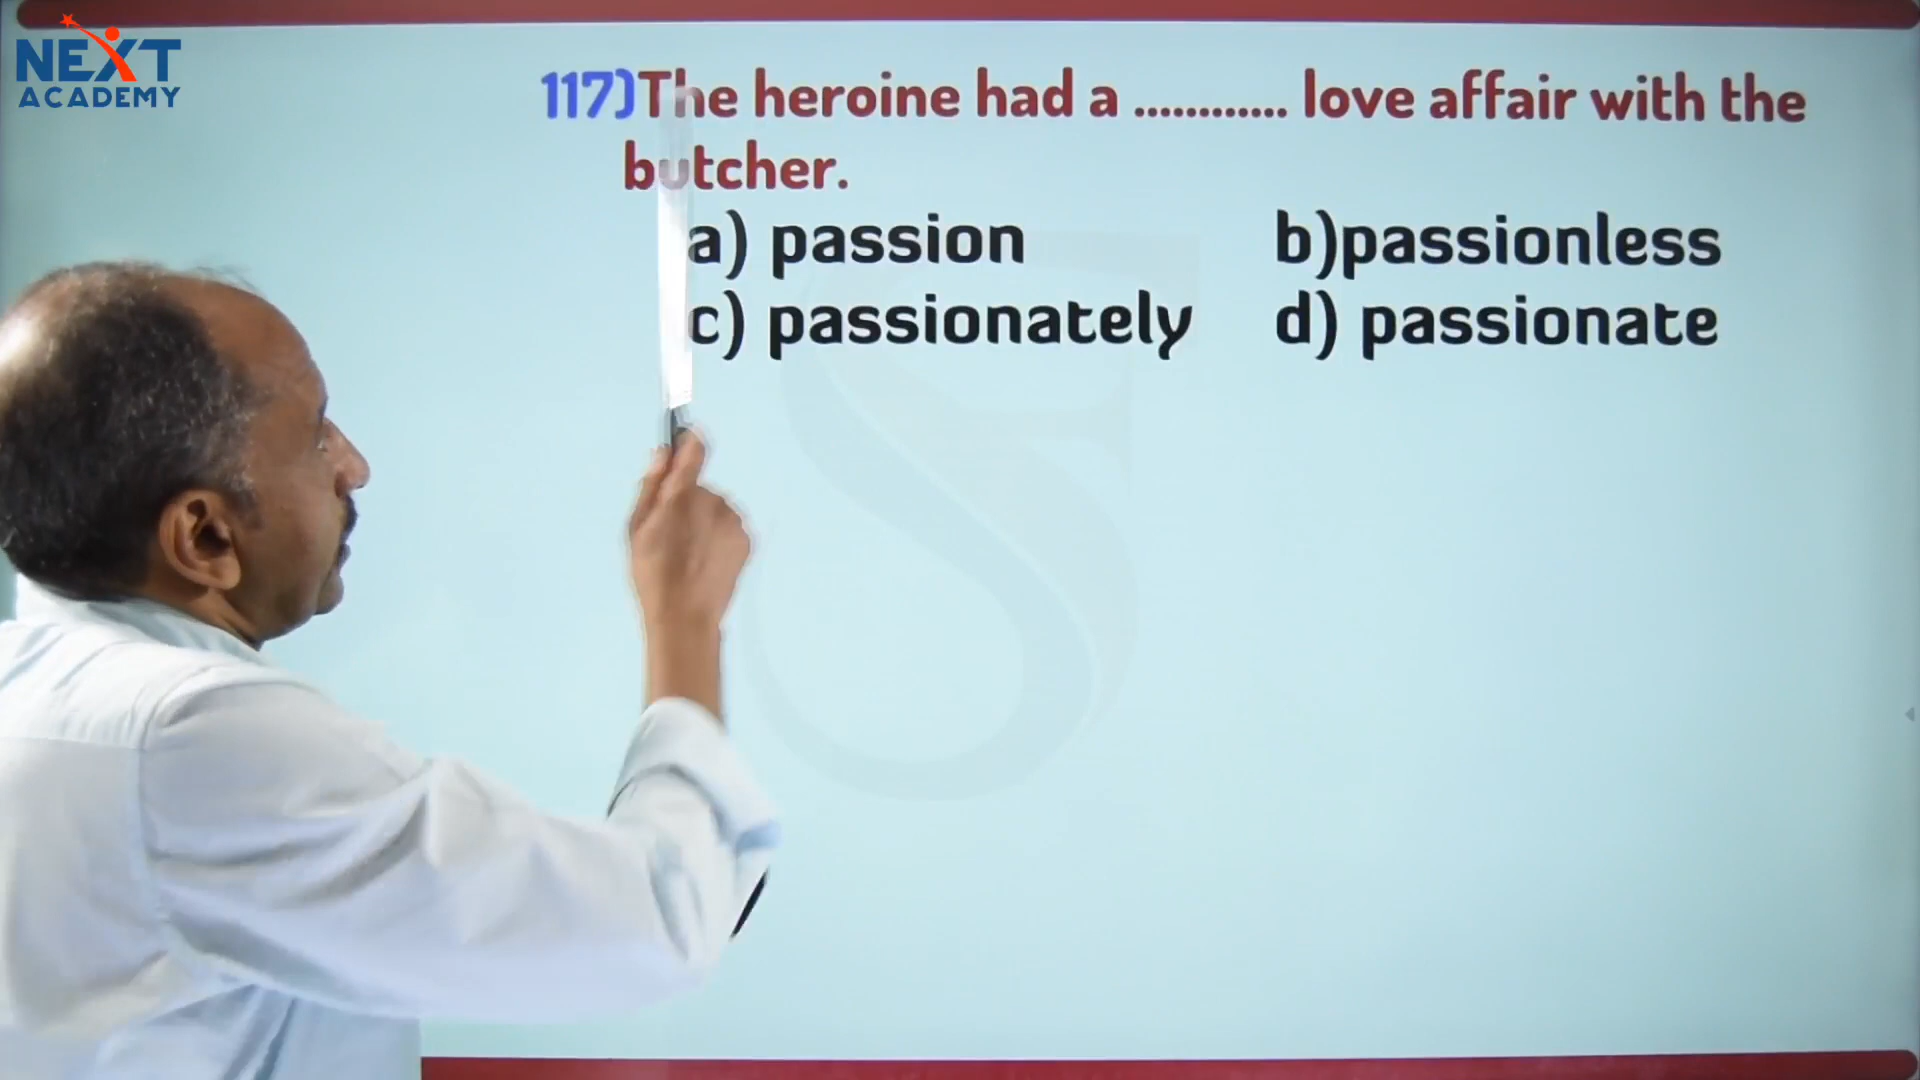 NEXT
ACADEMY
117)The heroine had a ............ love affair with the
butcher.
a) passion b)passionless
c) passionately d) passionate